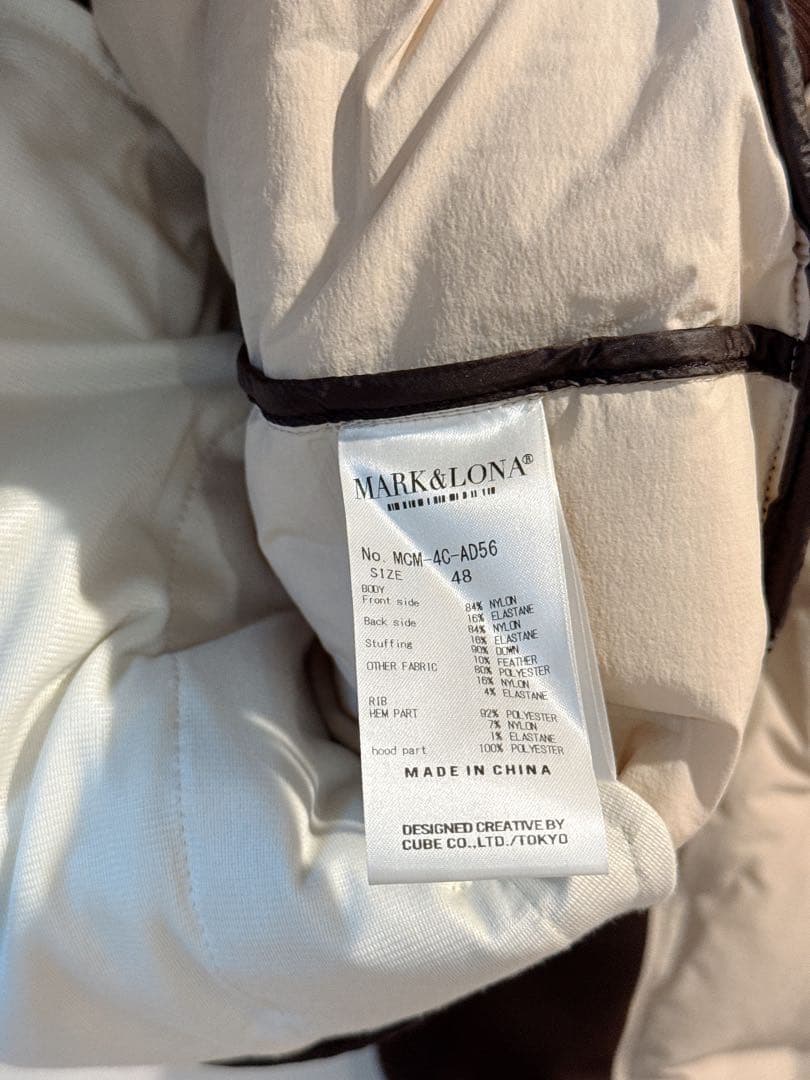 MARK&LONA®
No. MCM-4C-AD56
SIZE 48
BODY
Front side 84% NYLON
16% ELASTANE
Back side 84% NYLON
16% ELASTANE
Stuffing 90% DOWN
10% FEATHER
OTHER FABRIC 80% POLYESTER
16% NYLON
4% ELASTANE
RIB
HEM PART 92% POLYESTER
7% NYLON
1% ELASTANE
hood part 100% POLYESTER
MADE IN CHINA
DESIGNED CREATIVE BY
CUBE CO.,LTD./TOKYO